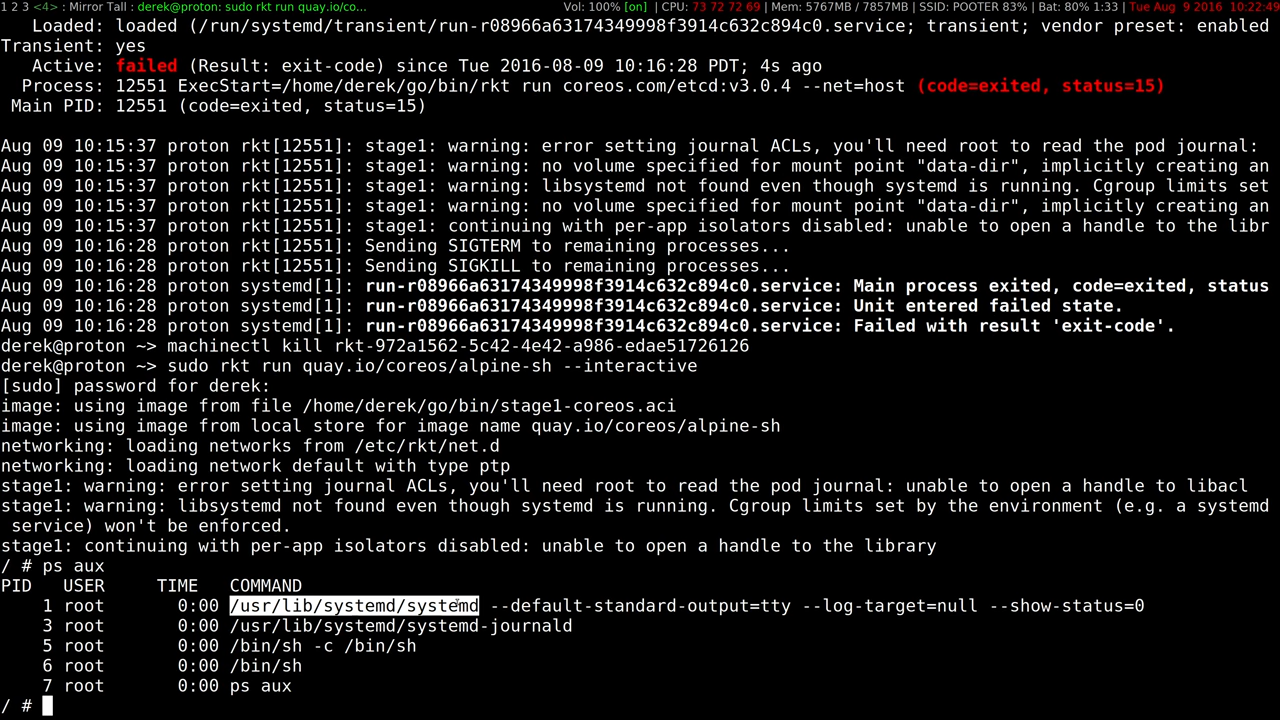 1 2 3 <4> : Mirror Tall : derek@proton: sudo rkt run quay.io/co... Vol: 100% [on] | CPU: 73 72 72 69 | Mem: 5767MB / 7857MB | SSID: POOTER 83% | Bat: 80% 1:33 | Tue Aug 9 2016 10:22:49
Loaded: loaded (/run/systemd/transient/run-r08966a63174349998f3914c632c894c0.service; transient; vendor preset: enabled
Transient: yes
Active: failed (Result: exit-code) since Tue 2016-08-09 10:16:28 PDT; 4s ago
Process: 12551 ExecStart=/home/derek/go/bin/rkt run coreos.com/etcd:v3.0.4 --net=host (code=exited, status=15)
Main PID: 12551 (code=exited, status=15)
Aug 09 10:15:37 proton rkt[12551]: stage1: warning: error setting journal ACLs, you'll need root to read the pod journal:
Aug 09 10:15:37 proton rkt[12551]: stage1: warning: no volume specified for mount point "data-dir", implicitly creating an
Aug 09 10:15:37 proton rkt[12551]: stage1: warning: libsystemd not found even though systemd is running. Cgroup limits set
Aug 09 10:15:37 proton rkt[12551]: stage1: warning: no volume specified for mount point "data-dir", implicitly creating an
Aug 09 10:15:37 proton rkt[12551]: stage1: continuing with per-app isolators disabled: unable to open a handle to the libr
Aug 09 10:16:28 proton rkt[12551]: Sending SIGTERM to remaining processes...
Aug 09 10:16:28 proton rkt[12551]: Sending SIGKILL to remaining processes...
Aug 09 10:16:28 proton systemd[1]: run-r08966a63174349998f3914c632c894c0.service: Main process exited, code=exited, status
Aug 09 10:16:28 proton systemd[1]: run-r08966a63174349998f3914c632c894c0.service: Unit entered failed state.
Aug 09 10:16:28 proton systemd[1]: run-r08966a63174349998f3914c632c894c0.service: Failed with result 'exit-code'.
derek@proton ~> machinectl kill rkt-972a1562-5c42-4e42-a986-edae51726126
derek@proton ~> sudo rkt run quay.io/coreos/alpine-sh --interactive
[sudo] password for derek:
image: using image from file /home/derek/go/bin/stage1-coreos.aci
image: using image from local store for image name quay.io/coreos/alpine-sh
networking: loading networks from /etc/rkt/net.d
networking: loading network default with type ptp
stage1: warning: error setting journal ACLs, you'll need root to read the pod journal: unable to open a handle to libacl
stage1: warning: libsystemd not found even though systemd is running. Cgroup limits set by the environment (e.g. a systemd
service) won't be enforced.
stage1: continuing with per-app isolators disabled: unable to open a handle to the library
/ # ps aux
PID USER TIME COMMAND
1 root 0:00 /usr/lib/systemd/systemd --default-standard-output=tty --log-target=null --show-status=0
3 root 0:00 /usr/lib/systemd/systemd-journald
5 root 0:00 /bin/sh -c /bin/sh
6 root 0:00 /bin/sh
7 root 0:00 ps aux
/ #